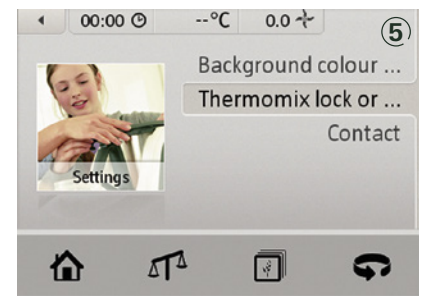 00:00 --°C 0.0 5
Background colour ...
Thermomix lock or ...
Contact
Settings